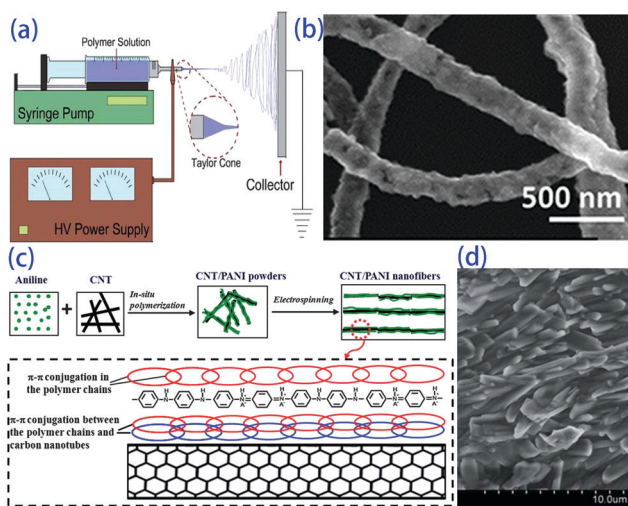 (a)
Polymer Solution
Syringe Pump
Taylor Cone
Collector
HV Power Supply
(b)
500 nm
(c)
Aniline
CNT
CNT/PANI powders
CNT/PANI nanofibers
+
In-situ
polymerization
Electrospinning
π-π conjugation in
the polymer chains
H H H H H H H H
N N N N N N N N
A⁻ A⁻ A⁻ A⁻
π-π conjugation between
the polymer chains and
carbon nanotubes
(d)
10.0um